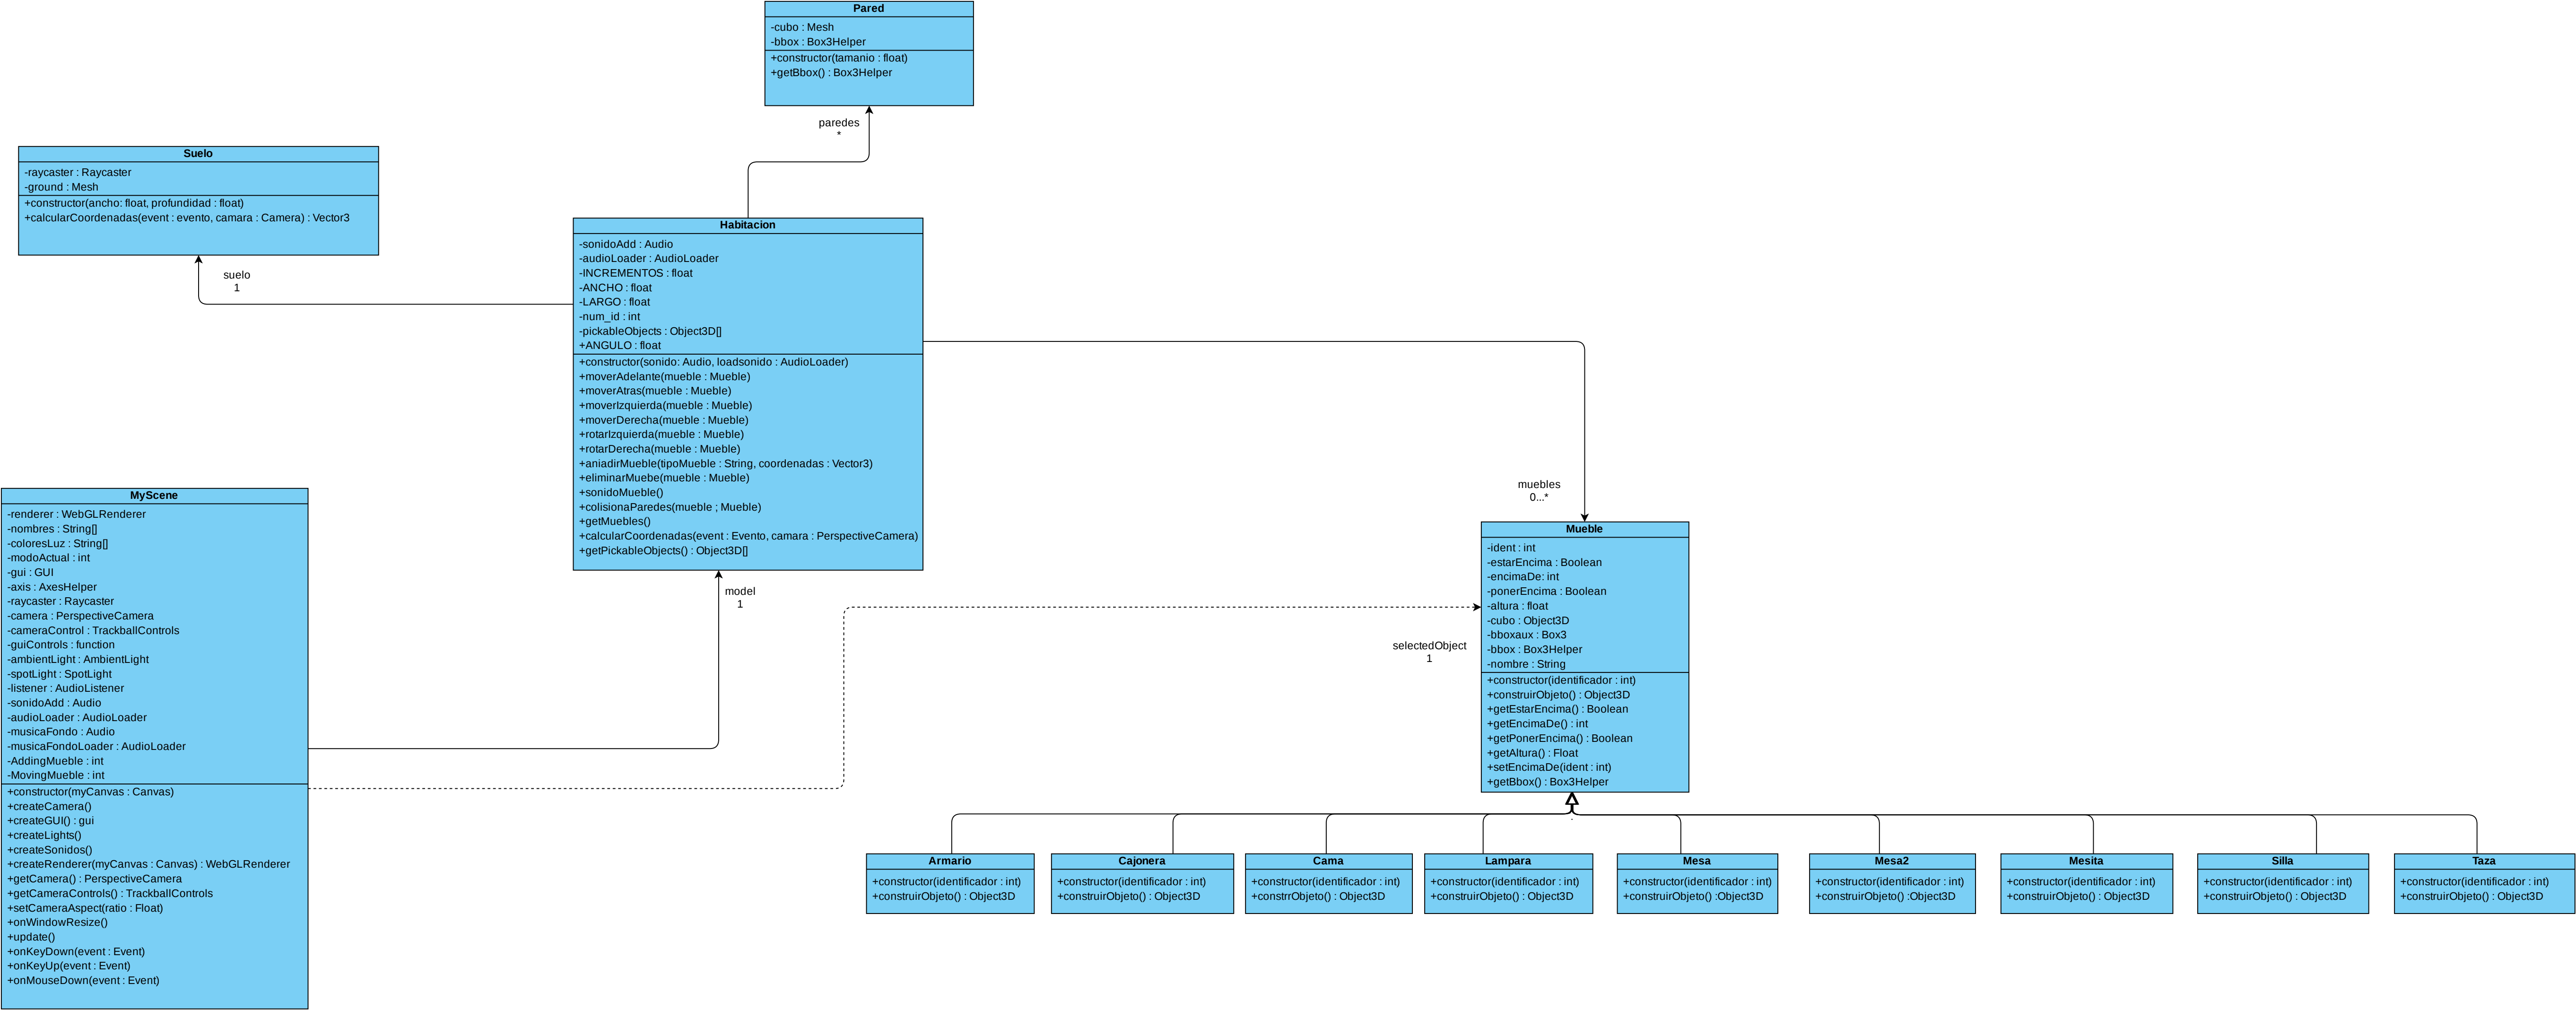 Pared
-cubo : Mesh
-bbox : Box3Helper
+constructor(tamanio : float)
+getBbox() : Box3Helper
paredes
*
Suelo
-raycaster : Raycaster
-ground : Mesh
+constructor(ancho: float, profundidad : float)
+calcularCoordenadas(event : evento, camara : Camera) : Vector3
suelo
1
Habitacion
-sonidoAdd : Audio
-audioLoader : AudioLoader
-INCREMENTOS : float
-ANCHO : float
-LARGO : float
-num_id : int
-pickableObjects : Object3D[]
+ANGULO : float
+constructor(sonido: Audio, loadsonido : AudioLoader)
+moverAdelante(mueble : Mueble)
+moverAtras(mueble : Mueble)
+moverIzquierda(mueble : Mueble)
+moverDerecha(mueble : Mueble)
+rotarIzquierda(mueble : Mueble)
+rotarDerecha(mueble : Mueble)
+aniadirMueble(tipoMueble : String, coordenadas : Vector3)
+eliminarMuebe(mueble : Mueble)
+sonidoMueble()
+colisionaParedes(mueble ; Mueble)
+getMuebles()
+calcularCoordenadas(event : Evento, camara : PerspectiveCamera)
+getPickableObjects() : Object3D[]
model
1
MyScene
-renderer : WebGLRenderer
-nombres : String[]
-coloresLuz : String[]
-modoActual : int
-gui : GUI
-axis : AxesHelper
-raycaster : Raycaster
-camera : PerspectiveCamera
-cameraControl : TrackballControls
-guiControls : function
-ambientLight : AmbientLight
-spotLight : SpotLight
-listener : AudioListener
-sonidoAdd : Audio
-audioLoader : AudioLoader
-musicaFondo : Audio
-musicaFondoLoader : AudioLoader
-AddingMueble : int
-MovingMueble : int
+constructor(myCanvas : Canvas)
+createCamera()
+createGUI() : gui
+createLights()
+createSonidos()
+createRenderer(myCanvas : Canvas) : WebGLRenderer
+getCamera() : PerspectiveCamera
+getCameraControls() : TrackballControls
+setCameraAspect(ratio : Float)
+onWindowResize()
+update()
+onKeyDown(event : Event)
+onKeyUp(event : Event)
+onMouseDown(event : Event)
muebles
0...*
selectedObject
1
Mueble
-ident : int
-estarEncima : Boolean
-encimaDe: int
-ponerEncima : Boolean
-altura : float
-cubo : Object3D
-bboxaux : Box3
-bbox : Box3Helper
-nombre : String
+constructor(identificador : int)
+construirObjeto() : Object3D
+getEstarEncima() : Boolean
+getEncimaDe() : int
+getPonerEncima() : Boolean
+getAltura() : Float
+setEncimaDe(ident : int)
+getBbox() : Box3Helper
Armario
+constructor(identificador : int)
+construirObjeto() : Object3D
Cajonera
+constructor(identificador : int)
+construirObjeto() : Object3D
Cama
+constructor(identificador : int)
+constrrObjeto() : Object3D
Lampara
+constructor(identificador : int)
+construirObjeto() : Object3D
Mesa
+constructor(identificador : int)
+construirObjeto() :Object3D
Mesa2
+constructor(identificador : int)
+construirObjeto() :Object3D
Mesita
+constructor(identificador : int)
+construirObjeto() : Object3D
Silla
+constructor(identificador : int)
+construirObjeto() : Object3D
Taza
+constructor(identificador : int)
+construirObjeto() : Object3D